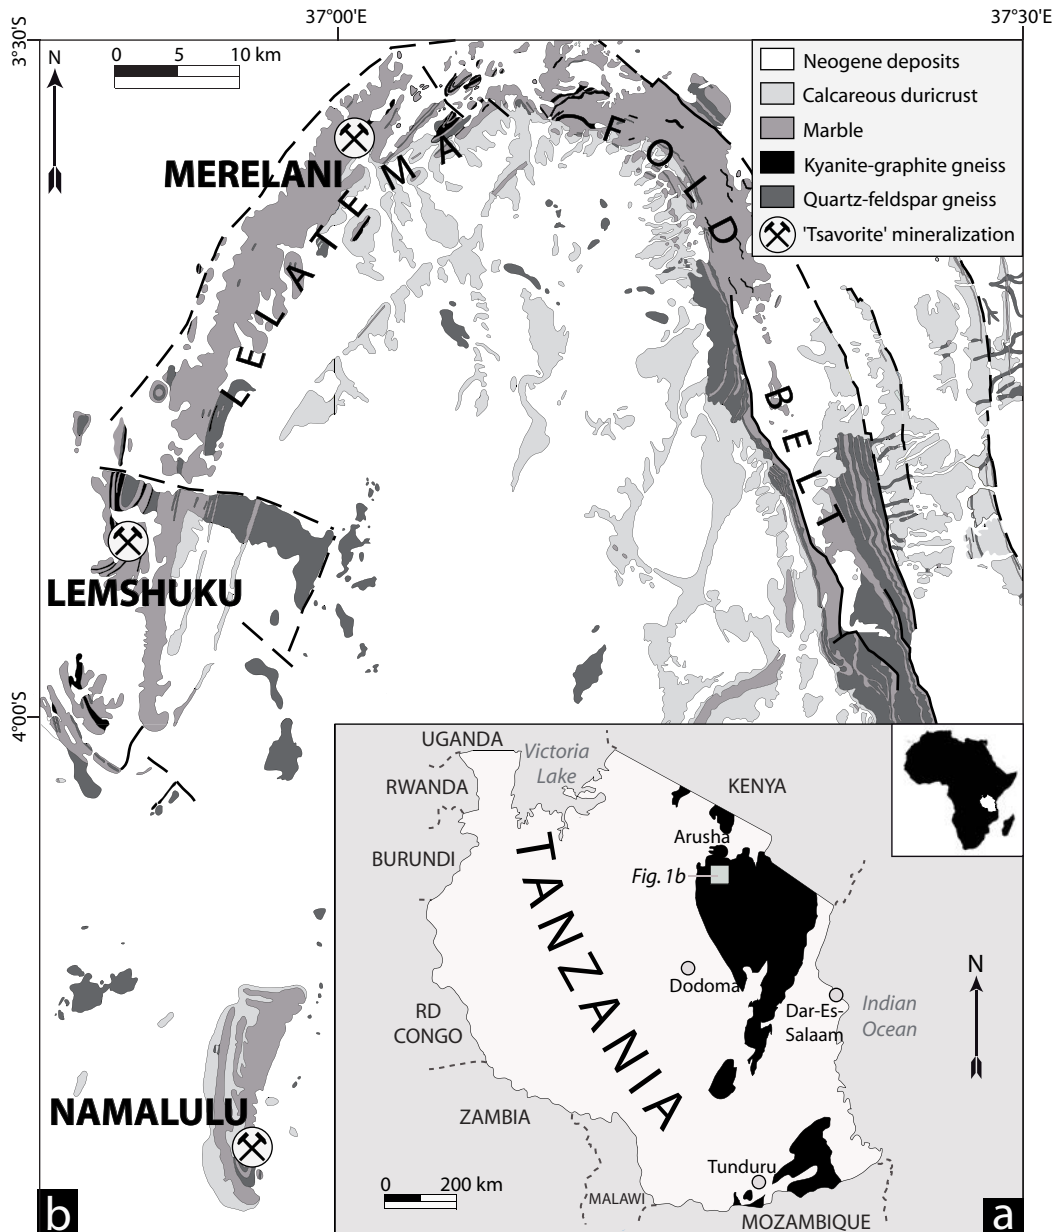 37°00'E
37°30'E
3°30'S
N
0 5 10 km
Neogene deposits
Calcareous duricrust
Marble
Kyanite-graphite gneiss
Quartz-feldspar gneiss
'Tsavorite' mineralization
MERELANI
LELATEMA
FOLD
BELT
LEMSHUKU
4°00'S
NAMALULU
b
UGANDA
Victoria
Lake
RWANDA
KENYA
Arusha
BURUNDI
Fig. 1b
TANZANIA
Dodoma
N
RD
CONGO
Dar-Es-
Salaam
Indian
Ocean
ZAMBIA
Tunduru
0 200 km
MALAWI
MOZAMBIQUE
a